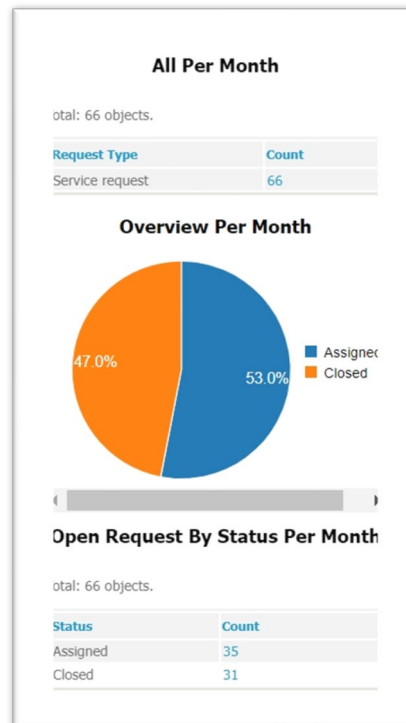 All Per Month
otal: 66 objects.
Request Type Count
Service request 66
Overview Per Month
47.0%
53.0%
Assigned
Closed
Open Request By Status Per Month
otal: 66 objects.
Status Count
Assigned 35
Closed 31